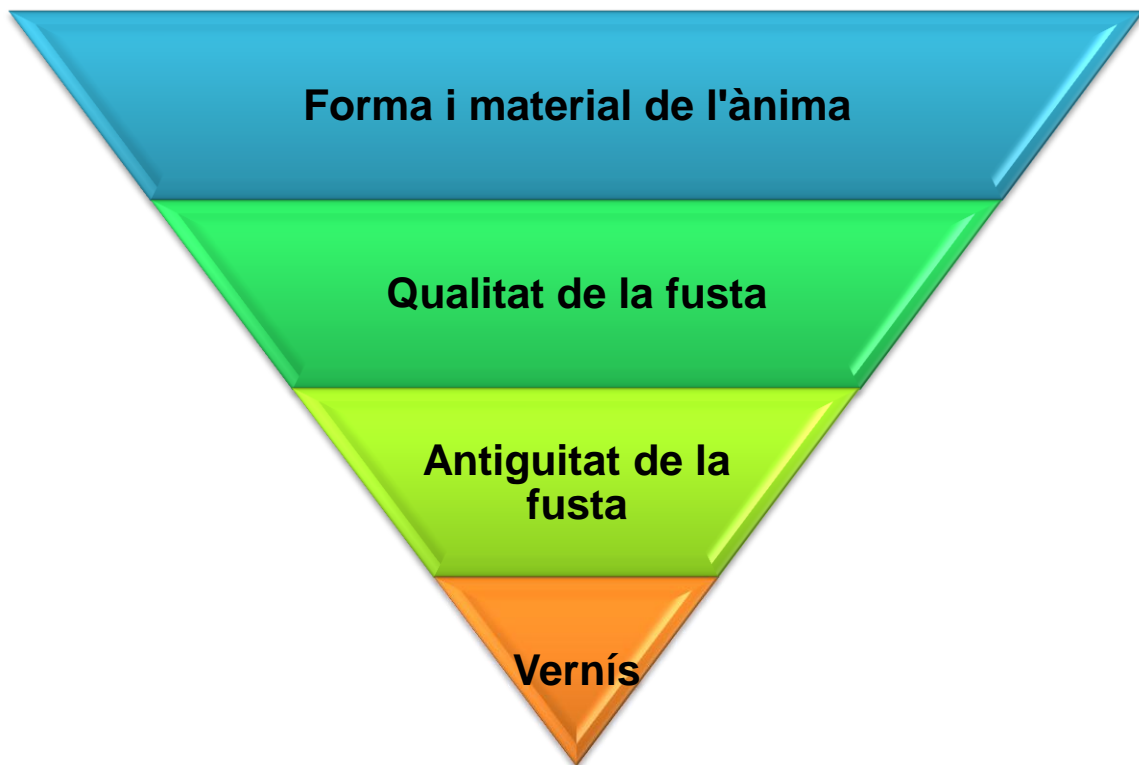 Forma i material de l'ànima
Qualitat de la fusta
Antiguitat de la
fusta
Vernís